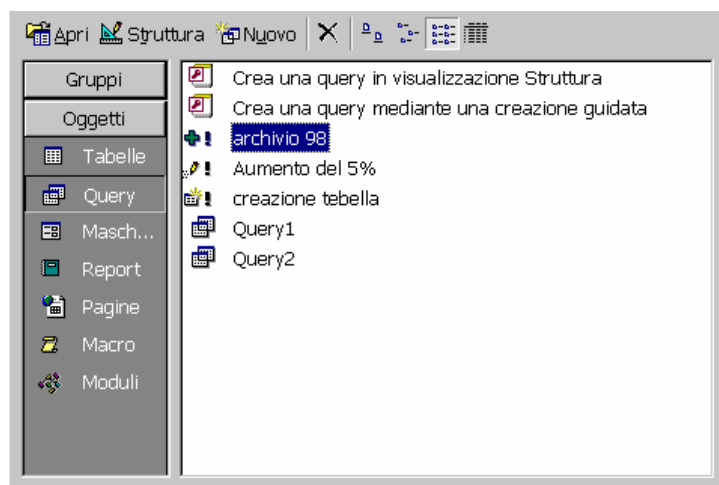 Apri Struttura Nuovo
Gruppi
Oggetti
Tabelle
Query
Masch...
Report
Pagine
Macro
Moduli
Crea una query in visualizzazione Struttura
Crea una query mediante una creazione guidata
archivio 98
Aumento del 5%
creazione tebella
Query1
Query2